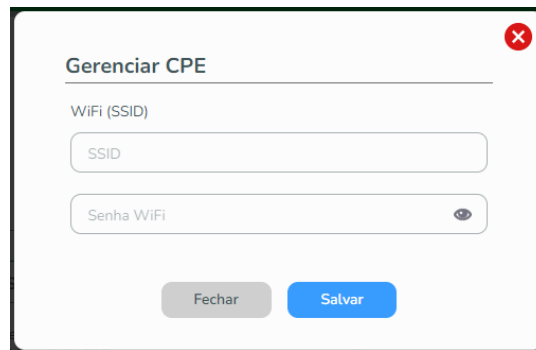 Gerenciar CPE
WiFi (SSID)
SSID
Senha WiFi
Fechar Salvar